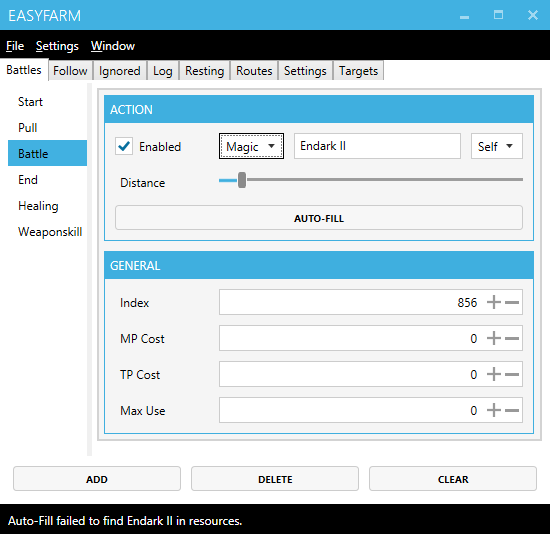 EASYFARM
File Settings Window
Battles Follow Ignored Log Resting Routes Settings Targets
Start
Pull
Battle
End
Healing
Weaponskill
ACTION
Enabled Magic Endark II Self
Distance
AUTO-FILL
GENERAL
Index 856
MP Cost 0
TP Cost 0
Max Use 0
ADD DELETE CLEAR
Auto-Fill failed to find Endark II in resources.